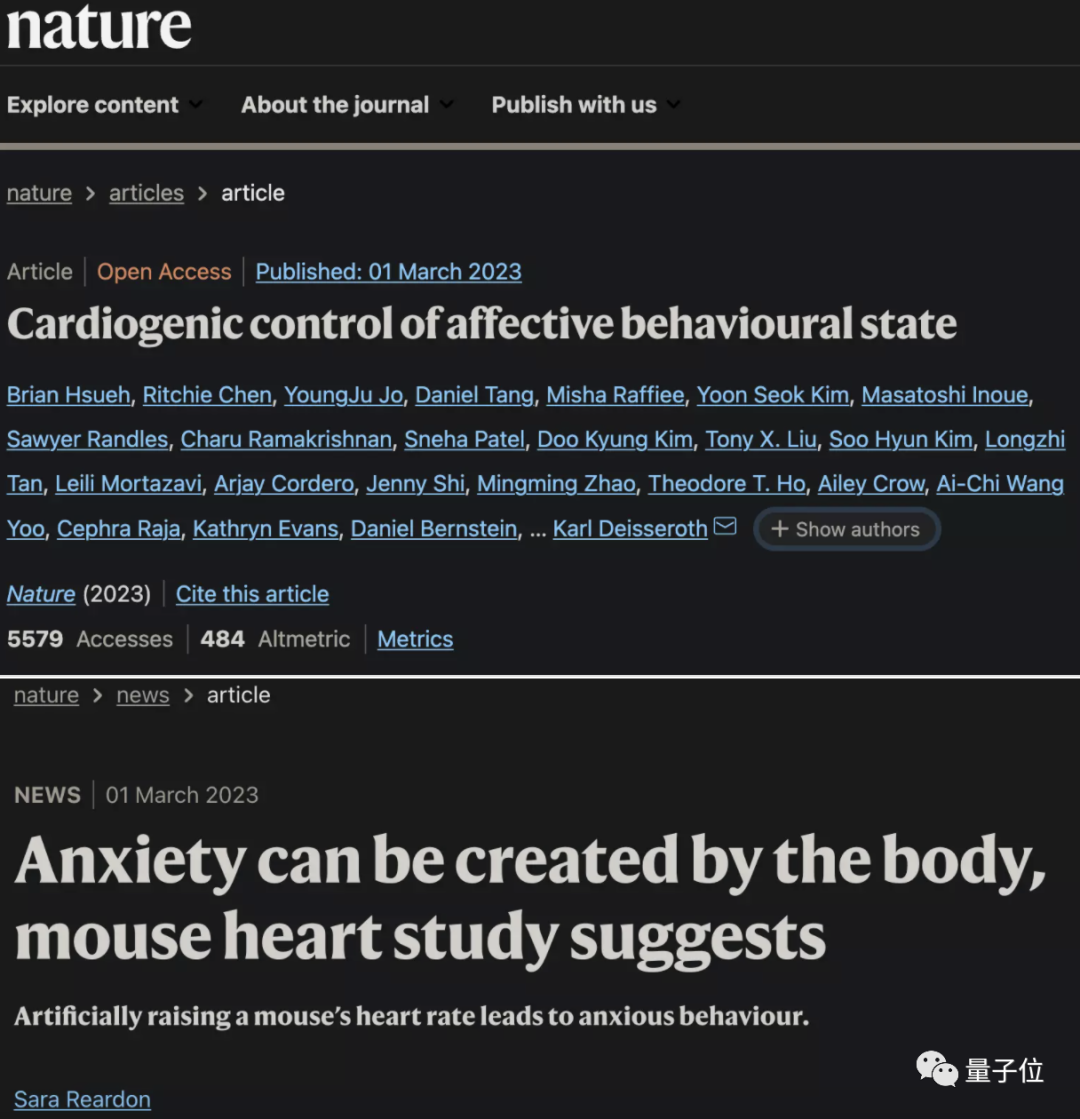 nature
Explore content About the journal Publish with us
nature > articles > article
Article | Open Access | Published: 01 March 2023
Cardiogenic control of affective behavioural state
Brian Hsueh, Ritchie Chen, YoungJu Jo, Daniel Tang, Misha Raffiee, Yoon Seok Kim, Masatoshi Inoue,
Sawyer Randles, Charu Ramakrishnan, Sneha Patel, Doo Kyung Kim, Tony X. Liu, Soo Hyun Kim, Longzhi
Tan, Leili Mortazavi, Arjay Cordero, Jenny Shi, Mingming Zhao, Theodore T. Ho, Ailey Crow, Ai-Chi Wang
Yoo, Cephra Raja, Kathryn Evans, Daniel Bernstein, ... Karl Deisseroth + Show authors
Nature (2023) | Cite this article
5579 Accesses | 484 Altmetric | Metrics
nature > news > article
NEWS | 01 March 2023
Anxiety can be created by the body,
mouse heart study suggests
Artificially raising a mouse’s heart rate leads to anxious behaviour.
量子位
Sara Reardon